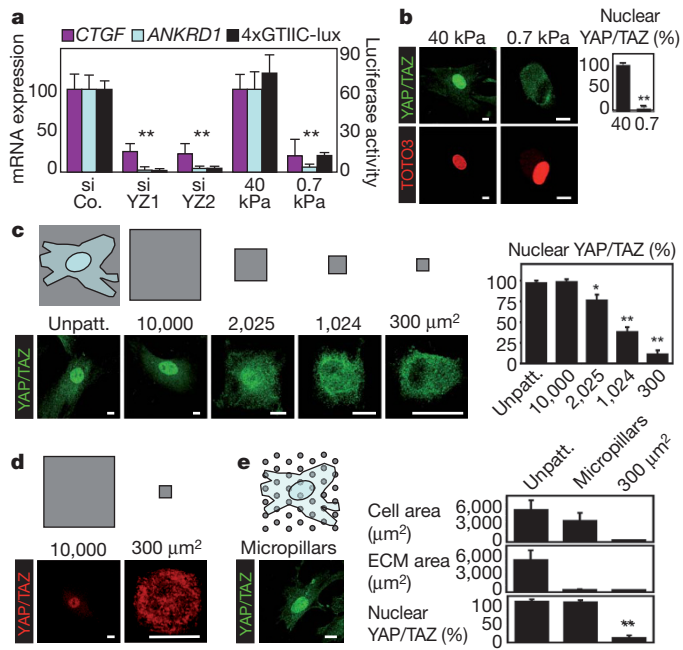 a
CTGF ANKRD1 4xGTIIC-lux
mRNA expression
100
50
0
Luciferase activity
90
60
30
0
** ** **
si Co. si YZ1 si YZ2 40 kPa 0.7 kPa
b
40 kPa 0.7 kPa
YAP/TAZ
TOTO3
Nuclear
YAP/TAZ (%)
100
50
0
**
40 0.7
c
Unpatt. 10,000 2,025 1,024 300 µm²
YAP/TAZ
Nuclear YAP/TAZ (%)
100
75
50
25
0
* ** **
Unpatt. 10,000 2,025 1,024 300
d
10,000 300 µm²
YAP/TAZ
e
Micropillars
YAP/TAZ
Unpatt. Micropillars 300 µm²
Cell area
(µm²)
6,000
3,000
0
ECM area
(µm²)
6,000
3,000
0
Nuclear
YAP/TAZ (%)
100
50
0
**